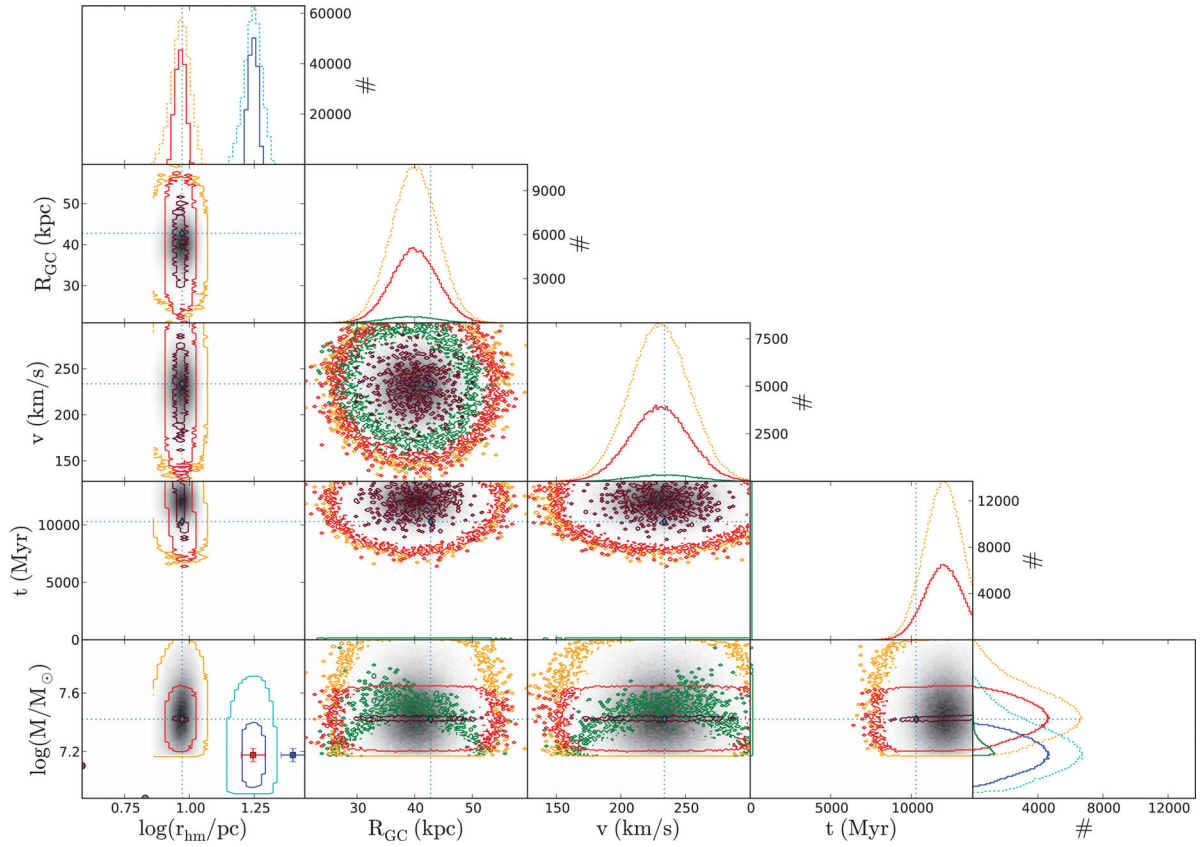 60000
40000
#
20000
50
R_GC (kpc)
40
30
9000
6000
#
3000
250
v (km/s)
200
150
7500
5000
#
2500
10000
t (Myr)
5000
0
12000
8000
#
4000
7.6
log(M/M_⊙)
7.2
0.75 1.00 1.25
30 40 50
150 200 250
0 5000 10000
4000 8000 12000
log(r_hm/pc)
R_GC (kpc)
v (km/s)
t (Myr)
#